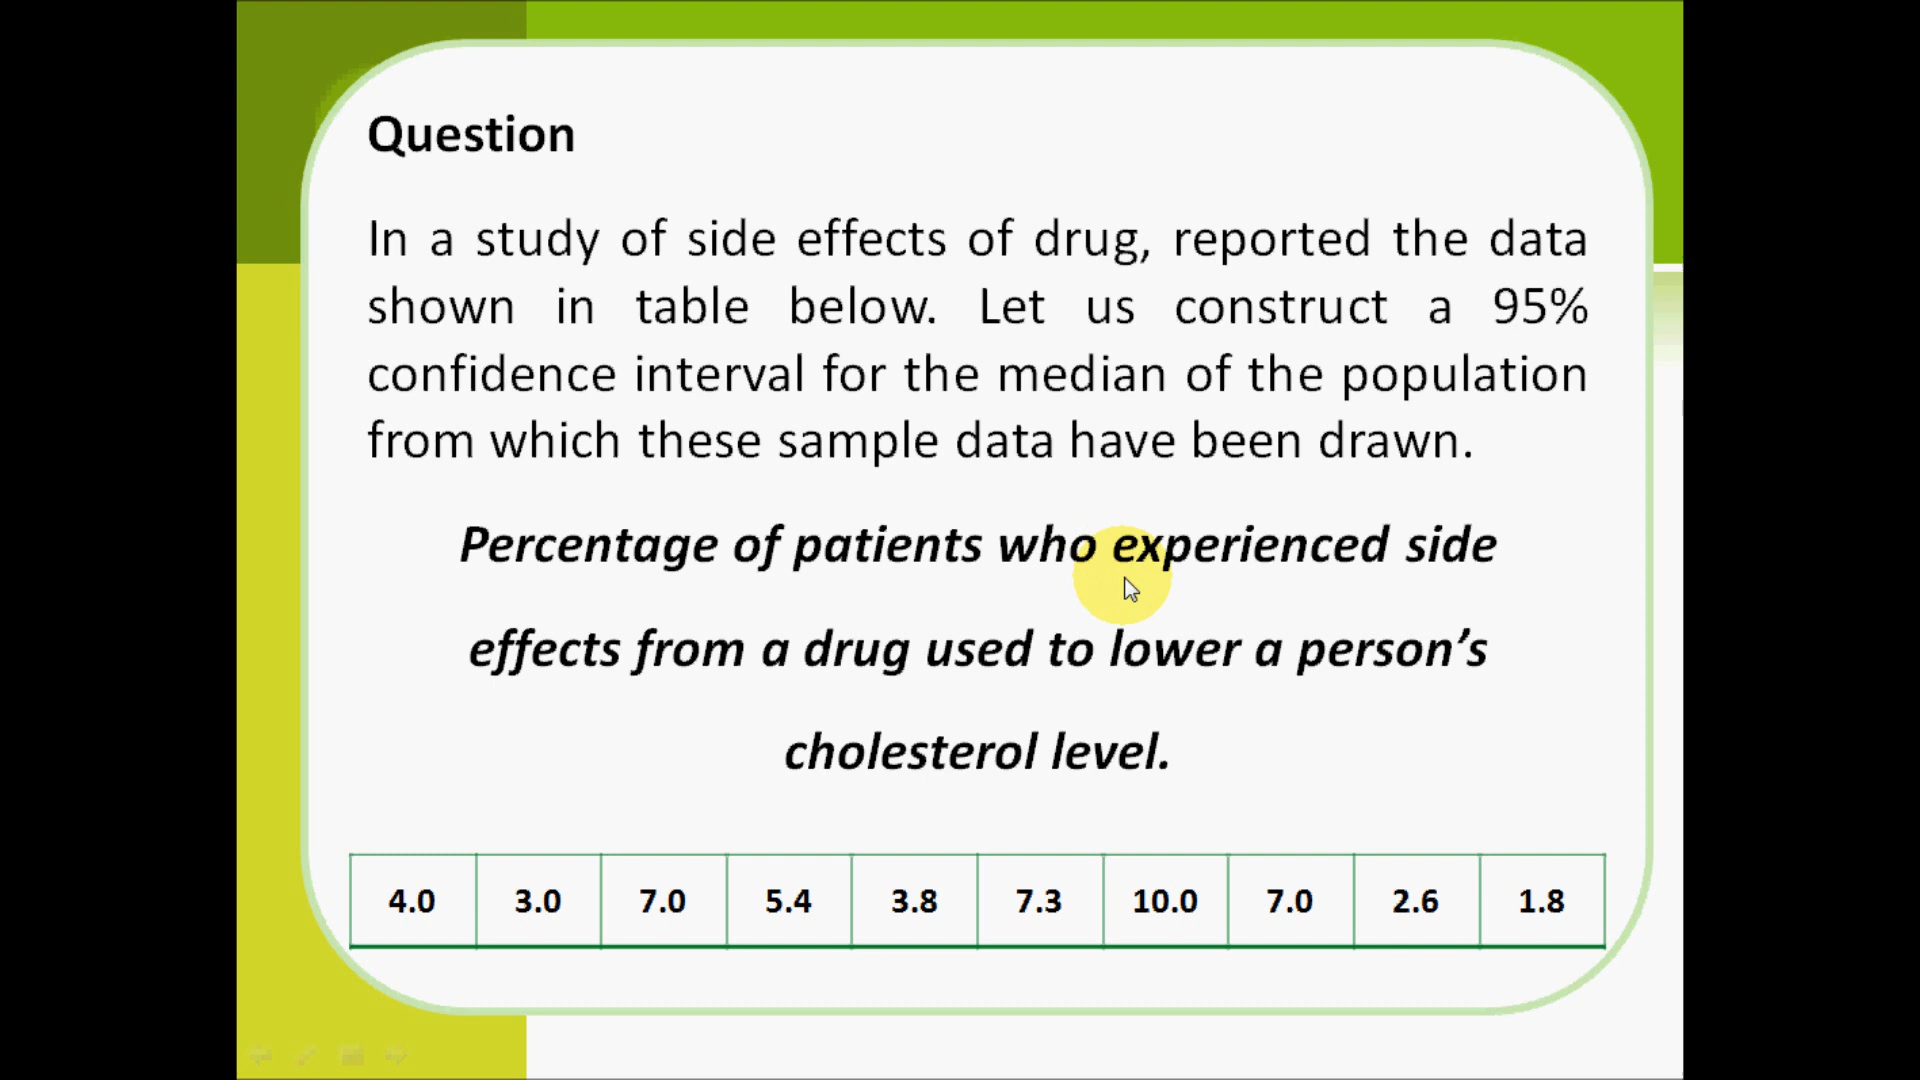 Question
In a study of side effects of drug, reported the data
shown in table below. Let us construct a 95%
confidence interval for the median of the population
from which these sample data have been drawn.
Percentage of patients who experienced side
effects from a drug used to lower a person’s
cholesterol level.
4.0 3.0 7.0 5.4 3.8 7.3 10.0 7.0 2.6 1.8